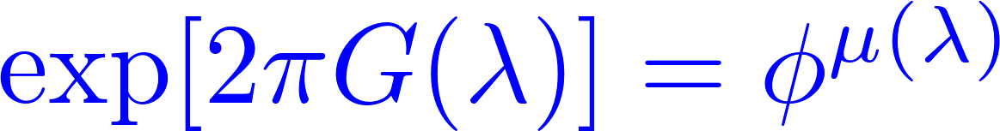 exp[2πG(λ)] = ϕ^{μ(λ)}